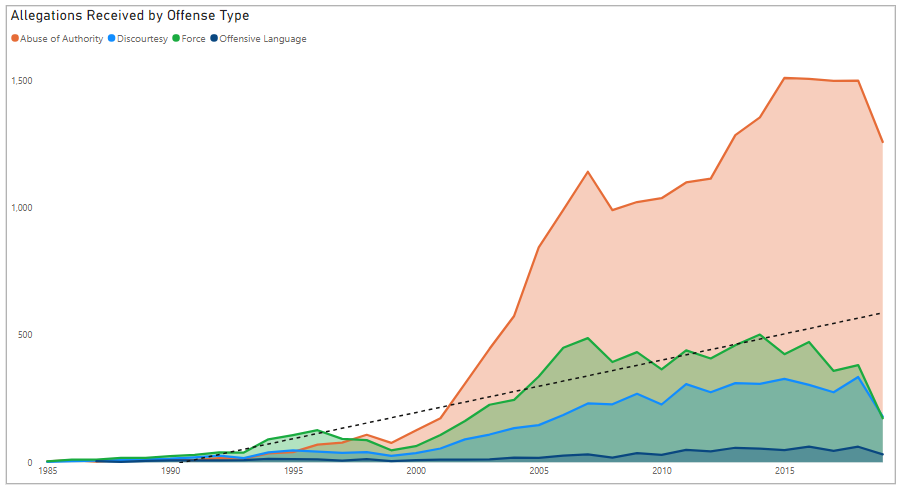 Allegations Received by Offense Type
Abuse of Authority Discourtesy Force Offensive Language
1,500
1,000
500
0
1985 1990 1995 2000 2005 2010 2015